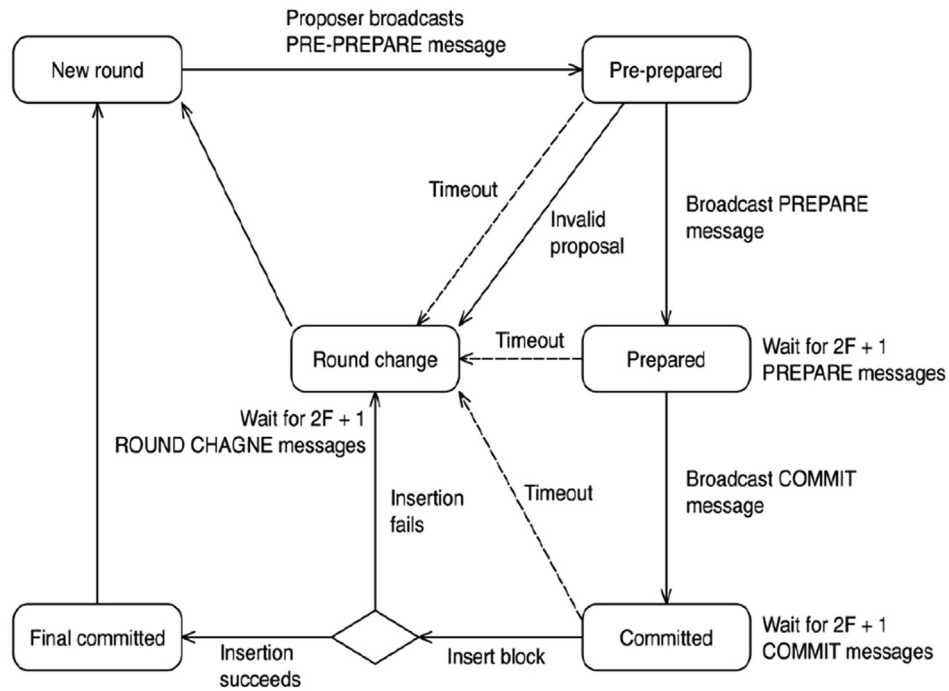 Proposer broadcasts
PRE-PREPARE message
New round
Pre-prepared
Timeout
Invalid
proposal
Broadcast PREPARE
message
Round change
Timeout
Prepared
Wait for 2F + 1
PREPARE messages
Wait for 2F + 1
ROUND CHAGNE messages
Insertion
fails
Timeout
Broadcast COMMIT
message
Final committed
Insertion
succeeds
Insert block
Committed
Wait for 2F + 1
COMMIT messages